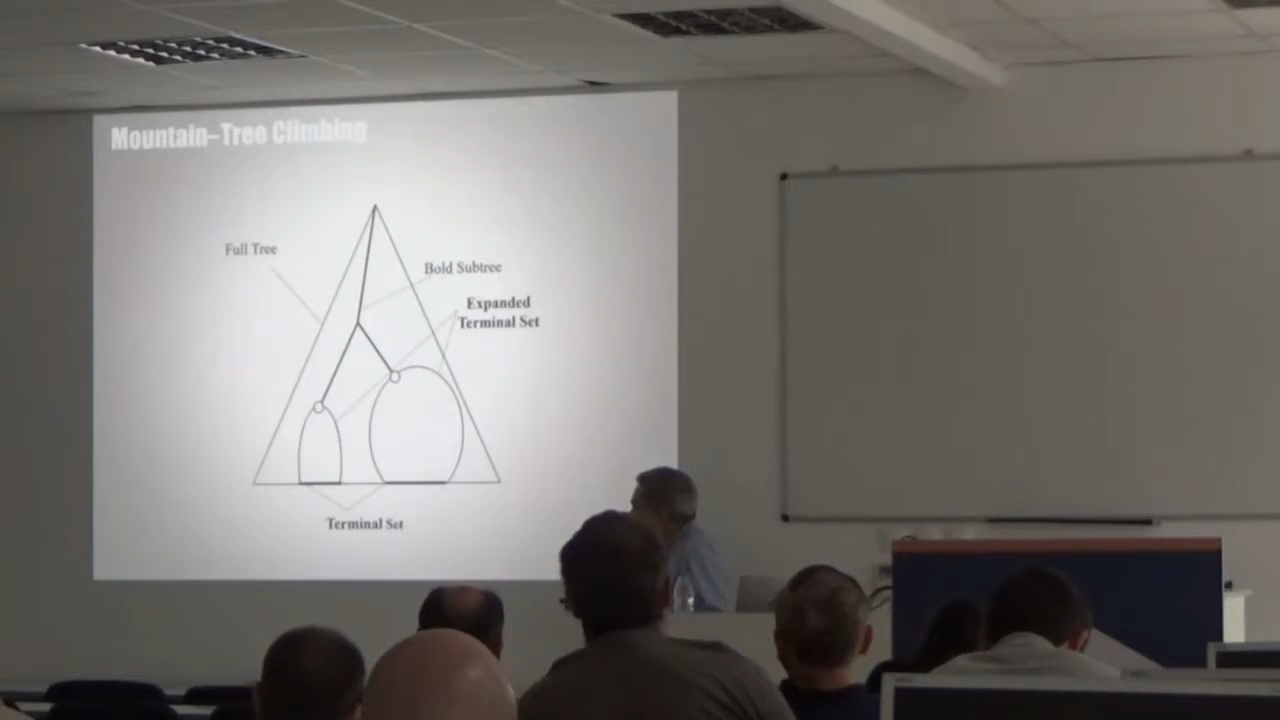 Mountain–Tree Climbing
Full Tree
Bold Subtree
Expanded
Terminal Set
Terminal Set